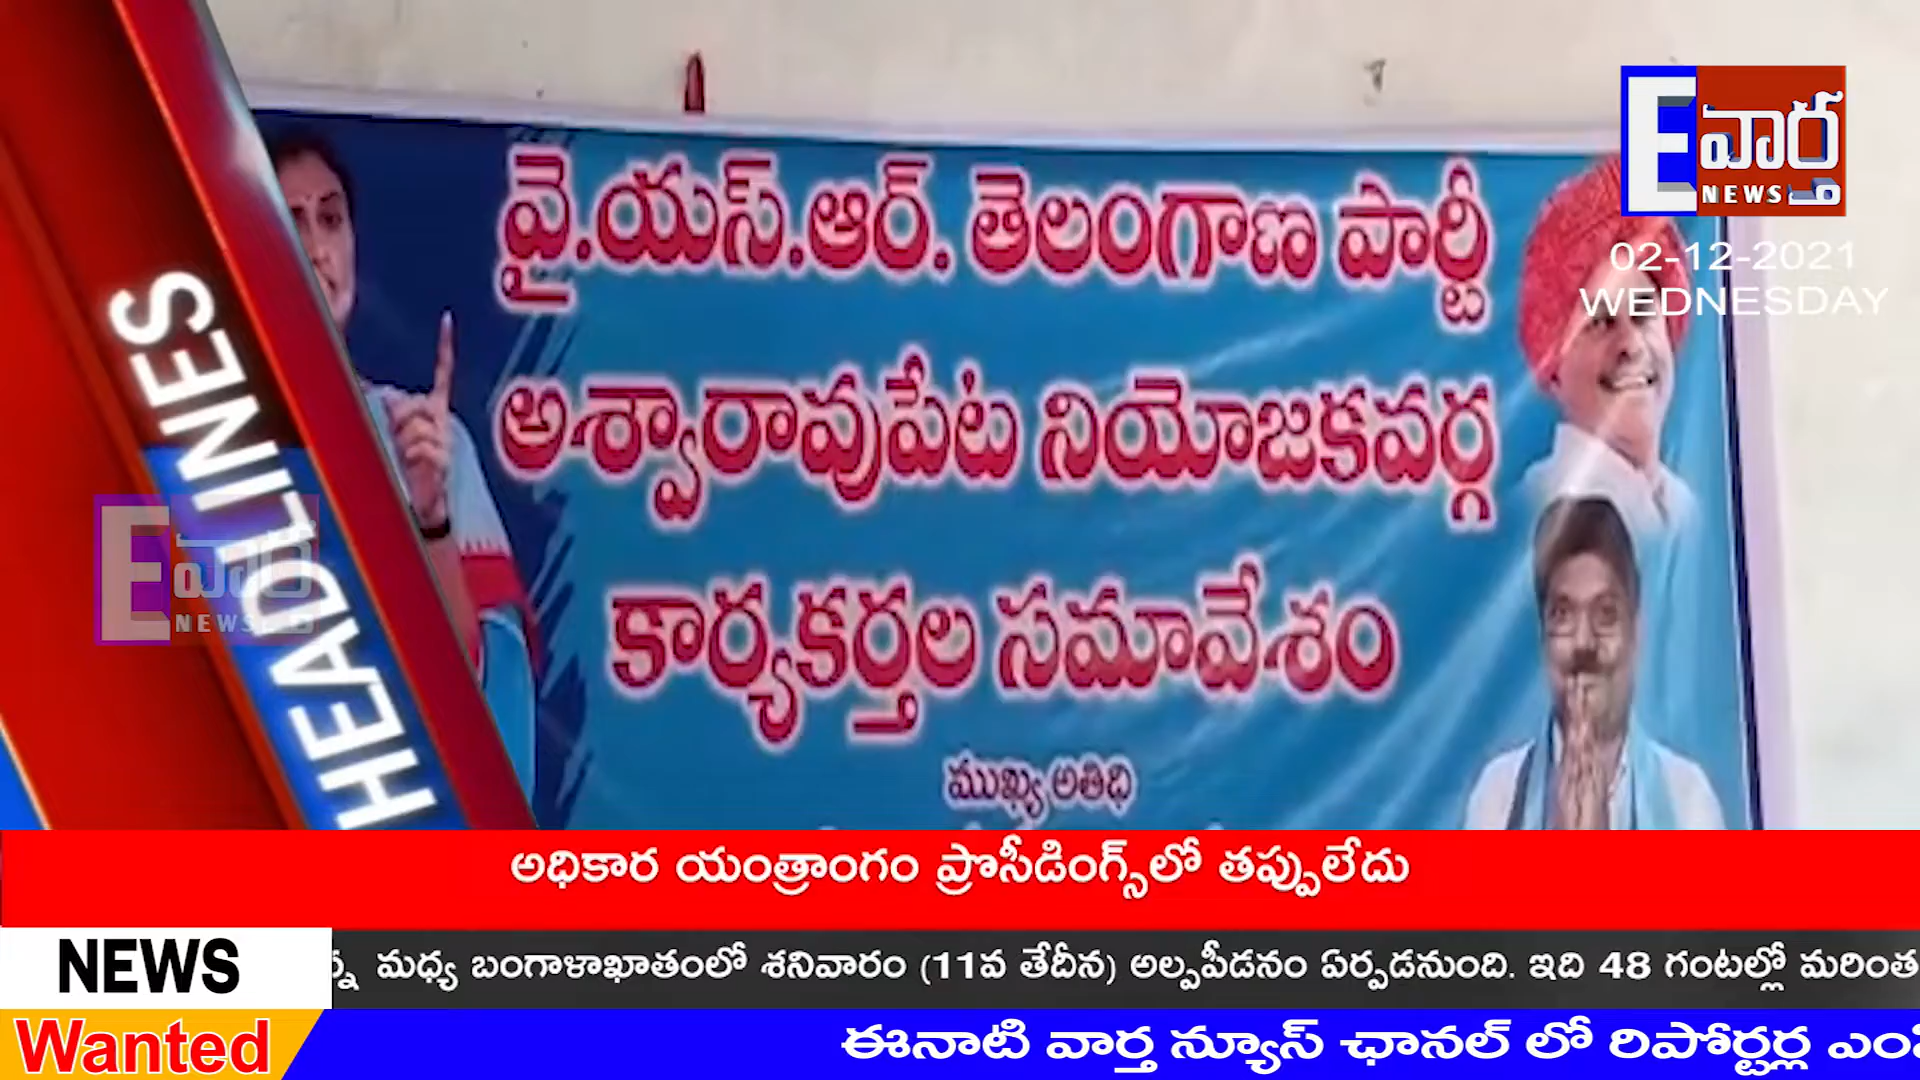 E వార్త
NEWS
02-12-2021
WEDNESDAY
HEADLINES
E వార్త
NEWS
వై.యస్.ఆర్. తెలంగాణ పార్టీ
అశ్వారావుపేట నియోజకవర్గ
కార్యకర్తల సమావేశం
ముఖ్య అతిధి
అధికార యంత్రాంగం ప్రొసీడింగ్స్‌లో తప్పులేదు
NEWS
మధ్య బంగాళాఖాతంలో శనివారం (11వ తేదీన) అల్పపీడనం ఏర్పడనుంది. ఇది 48 గంటల్లో మరింత
Wanted
ఈనాటి వార్త న్యూస్ ఛానల్ లో రిపోర్టర్ల